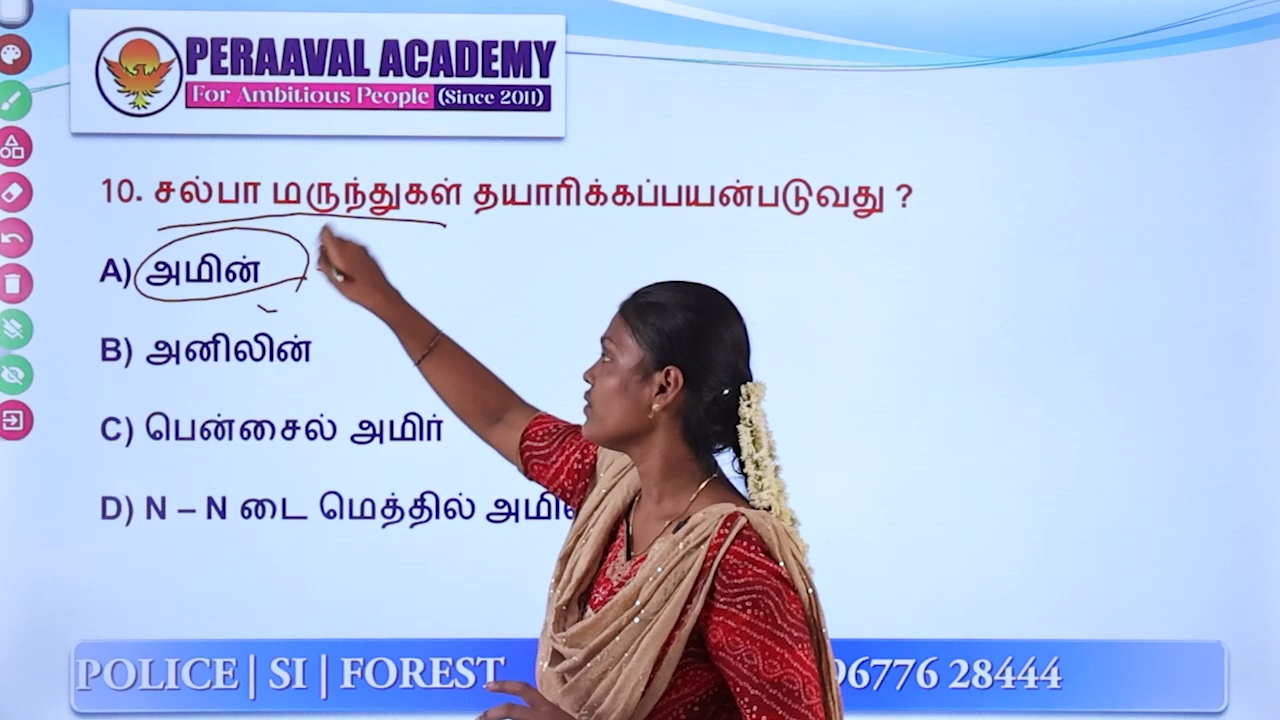 PERAAVAL ACADEMY
For Ambitious People (Since 2011)
10. சல்பா மருந்துகள் தயாரிக்கப்பயன்படுவது ?
A) அமின்
B) அனிலின்
C) பென்சைல் அமிர்
D) N – N டை மெத்தில்
POLICE | SI | FOREST
96776 28444